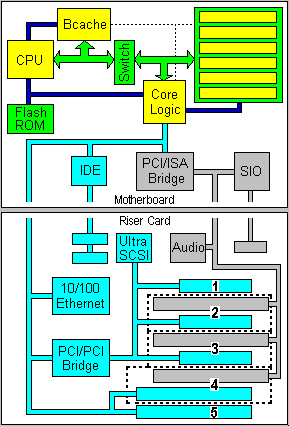 Bcache
CPU
Switch
Core
Logic
Flash
ROM
IDE
PCI/ISA
Bridge
SIO
Motherboard
Riser Card
Ultra
SCSI
Audio
10/100
Ethernet
1
2
PCI/PCI
Bridge
3
4
5